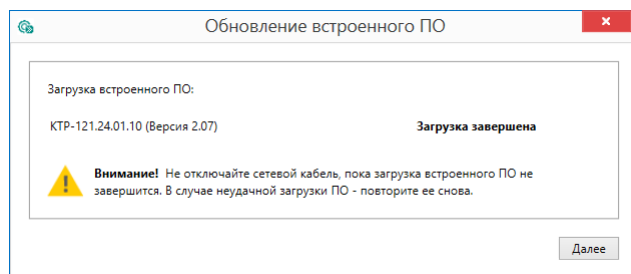 Обновление встроенного ПО
Загрузка встроенного ПО:
КТР-121.24.01.10 (Версия 2.07) Загрузка завершена
Внимание! Не отключайте сетевой кабель, пока загрузка встроенного ПО не
завершится. В случае неудачной загрузки ПО - повторите ее снова.
Далее